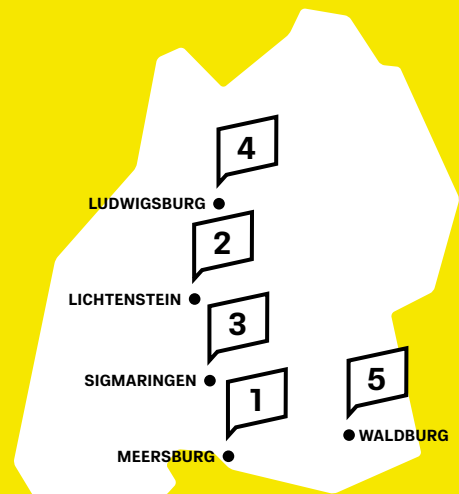 4
LUDWIGSBURG
2
LICHTENSTEIN
3
SIGMARINGEN
1
5
WALDBURG
MEERSBURG